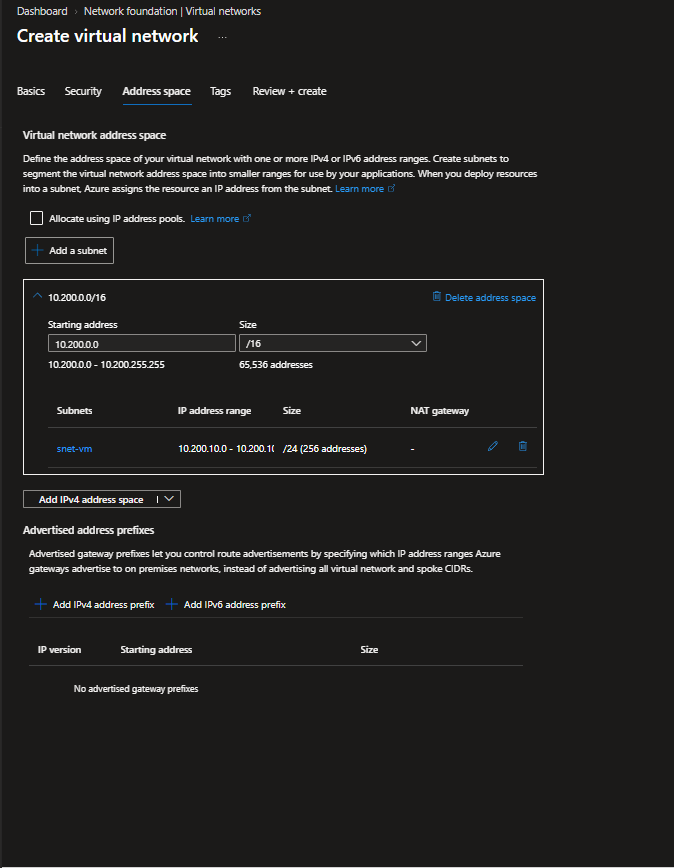 Dashboard > Network foundation | Virtual networks
Create virtual network ...
Basics Security Address space Tags Review + create
Virtual network address space
Define the address space of your virtual network with one or more IPv4 or IPv6 address ranges. Create subnets to
segment the virtual network address space into smaller ranges for use by your applications. When you deploy resources
into a subnet, Azure assigns the resource an IP address from the subnet. Learn more
Allocate using IP address pools. Learn more
Add a subnet
10.200.0.0/16 Delete address space
Starting address Size
10.200.0.0 /16
10.200.0.0 - 10.200.255.255 65,536 addresses
Subnets IP address range Size NAT gateway
snet-vm 10.200.10.0 - 10.200.10 /24 (256 addresses) -
Add IPv4 address space
Advertised address prefixes
Advertised gateway prefixes let you control route advertisements by specifying which IP address ranges Azure
gateways advertise to on premises networks, instead of advertising all virtual network and spoke CIDRs.
Add IPv4 address prefix Add IPv6 address prefix
IP version Starting address Size
No advertised gateway prefixes